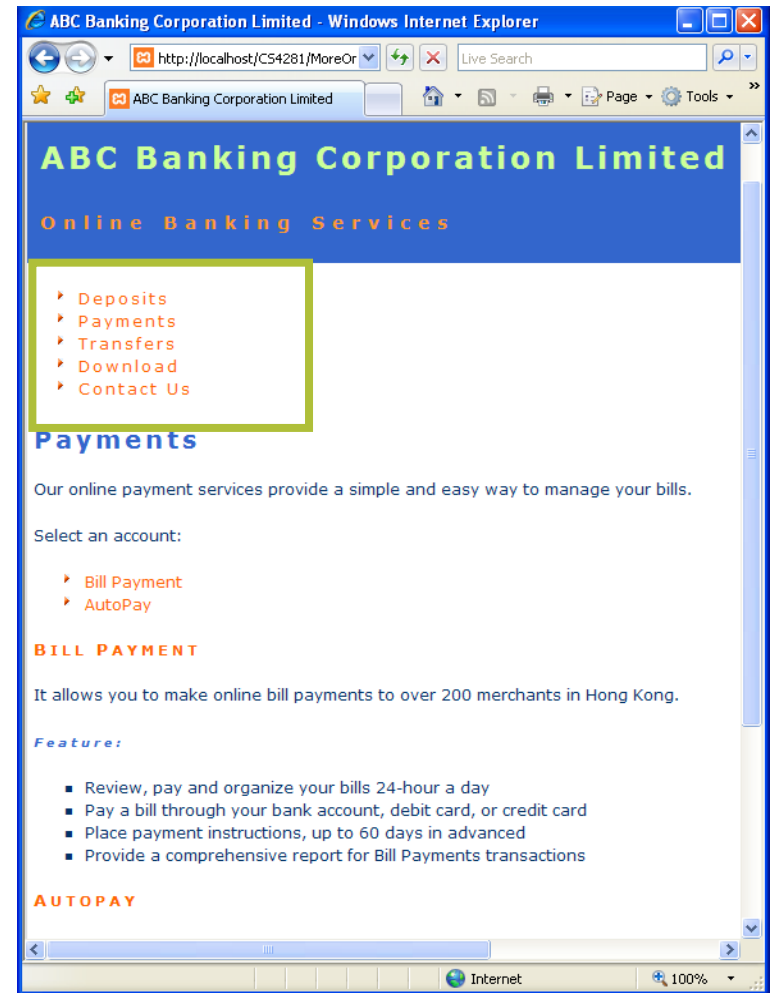 ABC Banking Corporation Limited - Windows Internet Explorer
http://localhost/CS4281/MoreOr
Live Search
ABC Banking Corporation Limited
Page
Tools
»
ABC Banking Corporation Limited
Online Banking Services
Deposits
Payments
Transfers
Download
Contact Us
Payments
Our online payment services provide a simple and easy way to manage your bills.
Select an account:
Bill Payment
AutoPay
BILL PAYMENT
It allows you to make online bill payments to over 200 merchants in Hong Kong.
Feature:
Review, pay and organize your bills 24-hour a day
Pay a bill through your bank account, debit card, or credit card
Place payment instructions, up to 60 days in advanced
Provide a comprehensive report for Bill Payments transactions
AUTOPAY
Internet
100%